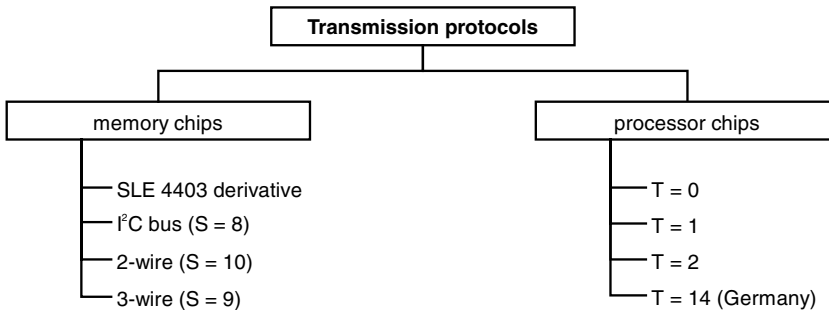 Transmission protocols
memory chips
SLE 4403 derivative
I²C bus (S = 8)
2-wire (S = 10)
3-wire (S = 9)
processor chips
T = 0
T = 1
T = 2
T = 14 (Germany)